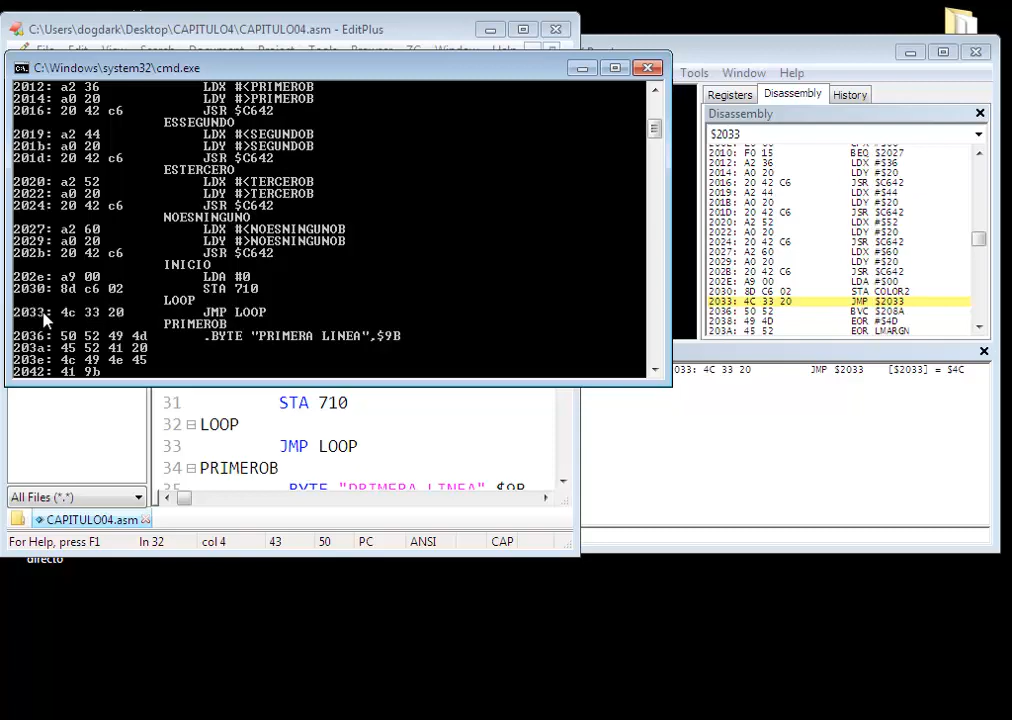 C:\Users\dogdark\Desktop\CAPITULO4\CAPITULO04.asm - EditPlus
C:\Windows\system32\cmd.exe
2012: a2 36 LDX #<PRIMEROB
2014: a0 20 LDY #>PRIMEROB
2016: 20 42 c6 JSR $C642
ESSEGUNDO
2019: a2 44 LDX #<SEGUNDOB
201b: a0 20 LDY #>SEGUNDOB
201d: 20 42 c6 JSR $C642
ESTERCERO
2020: a2 52 LDX #<TERCEROB
2022: a0 20 LDY #>TERCEROB
2024: 20 42 c6 JSR $C642
NOESNINGUNO
2027: a2 60 LDX #<NOESNINGUNOB
2029: a0 20 LDY #>NOESNINGUNOB
202b: 20 42 c6 JSR $C642
INICIO
202e: a9 00 LDA #0
2030: 8d c6 02 STA 710
LOOP
2033: 4c 33 20 JMP LOOP
PRIMEROB
2036: 50 52 49 4d .BYTE "PRIMERA LINEA",$9B
203a: 45 52 41 20
203e: 4c 49 4e 45
2042: 41 9b
Tools Window Help
Registers Disassembly History
Disassembly
$2033
2010: F0 15 BEQ $2027
2012: A2 36 LDX #$36
2014: A0 20 LDY #$20
2016: 20 42 C6 JSR $C642
2019: A2 44 LDX #$44
201B: A0 20 LDY #$20
201D: 20 42 C6 JSR $C642
2020: A2 52 LDX #$52
2022: A0 20 LDY #$20
2024: 20 42 C6 JSR $C642
2027: A2 60 LDX #$60
2029: A0 20 LDY #$20
202B: 20 42 C6 JSR $C642
202E: A9 00 LDA #$00
2030: 8D C6 02 STA COLOR2
2033: 4C 33 20 JMP $2033
2036: 50 52 BVC $208A
2038: 49 4D EOR #$4D
203A: 45 52 EOR LMARGN
2033: 4C 33 20 JMP $2033 [$2033] = $4C
31 STA 710
32 LOOP
33 JMP LOOP
34 PRIMEROB
35 .BYTE "PRIMERA LINEA",$9B
All Files (*.*)
CAPITULO04.asm
For Help, press F1 ln 32 col 4 43 50 PC ANSI CAP
directo